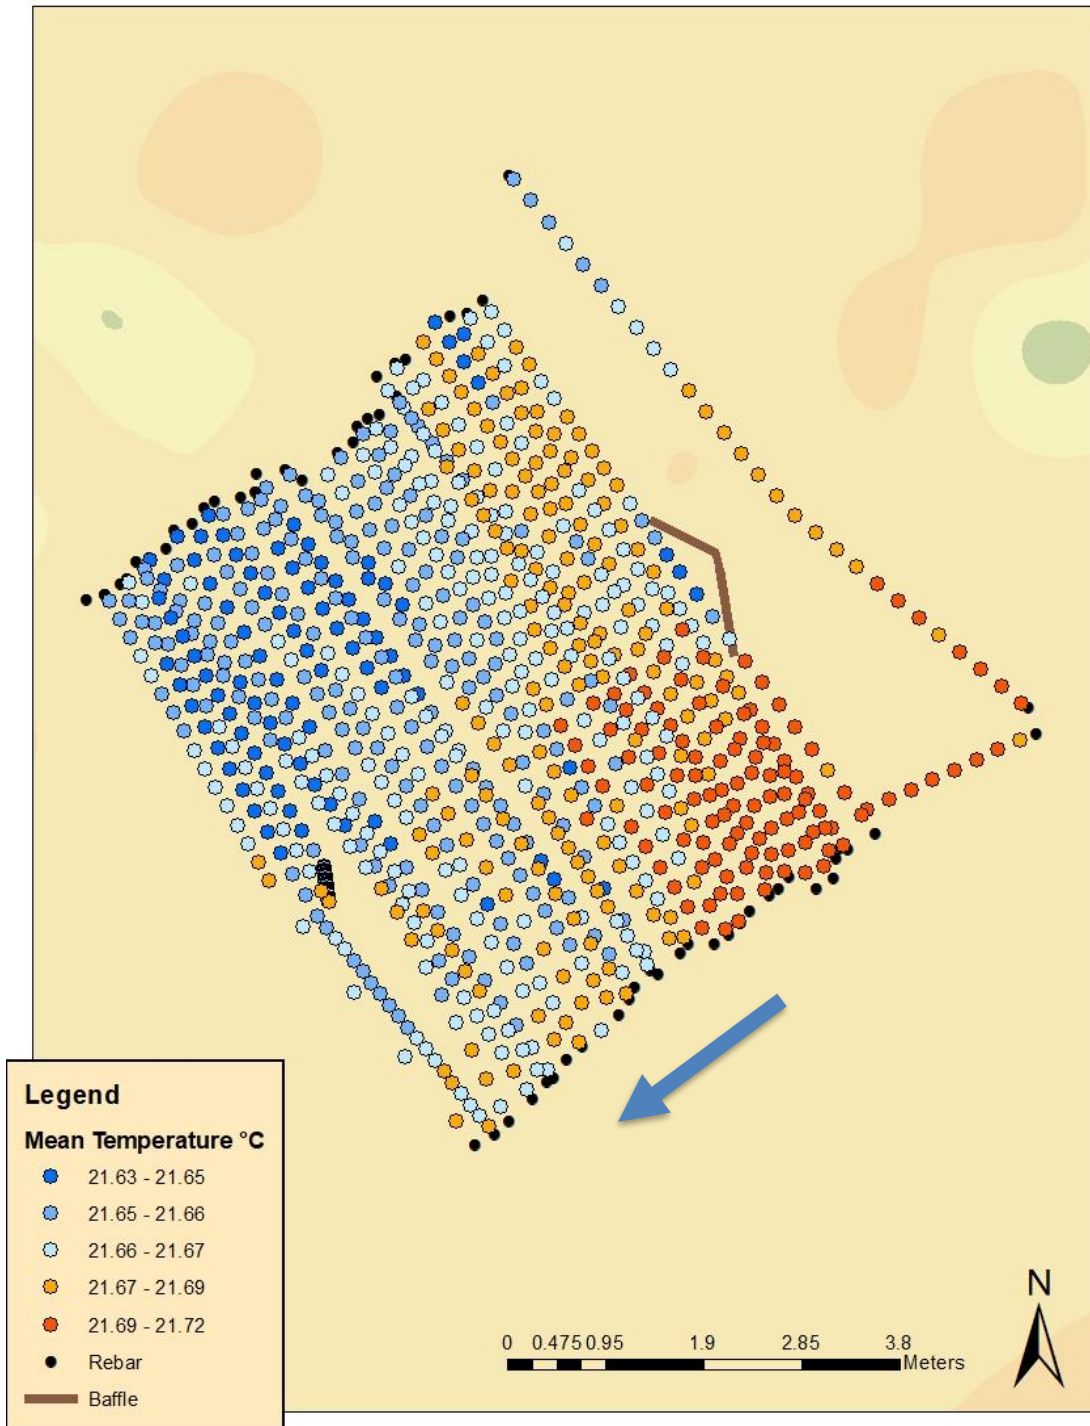 Legend
Mean Temperature °C
21.63 - 21.65
21.65 - 21.66
21.66 - 21.67
21.67 - 21.69
21.69 - 21.72
Rebar
Baffle
0 0.475 0.95 1.9 2.85 3.8
Meters
N